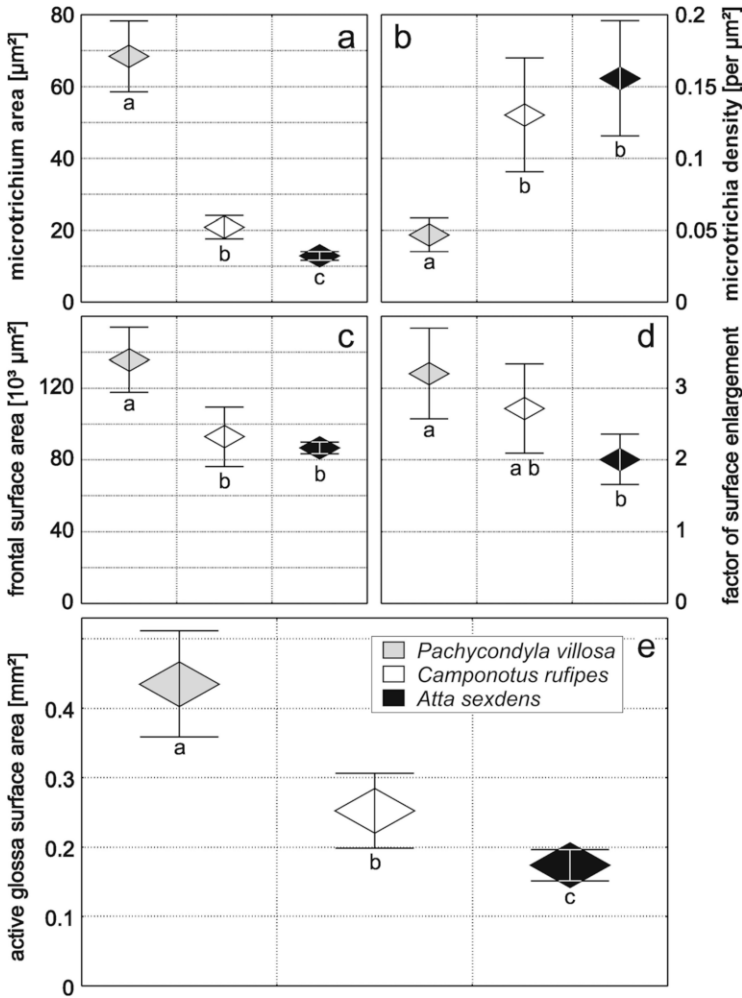 microtrichium area [µm²]
80
60
40
20
0
a
a
b
c
b
a
b
b
0.2
0.15
0.1
0.05
0
microtrichia density [per µm²]
frontal surface area [10³ µm²]
120
80
40
0
c
a
b
b
d
a
a b
b
3
2
1
0
factor of surface enlargement
active glossa surface area [mm²]
0.4
0.3
0.2
0.1
0
e
Pachycondyla villosa
Camponotus rufipes
Atta sexdens
a
b
c